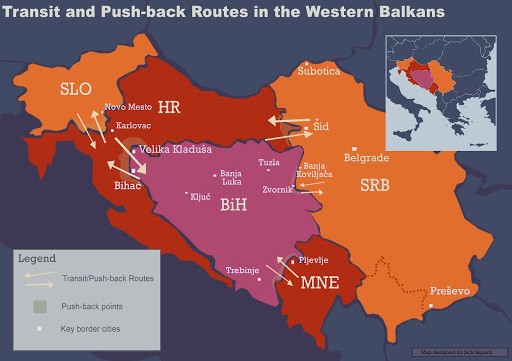 Transit and Push-back Routes in the Western Balkans
Subotica
SLO
Novo Mesto
HR
Karlovac
Šid
Velika Kladuša
Belgrade
Tuzla
Banja
Koviljača
Banja
Luka
Bihać
Zvornik
SRB
Ključ
BiH
Pljevlje
Trebinje
MNE
Preševo
Legend
Transit/Push-back Routes
Push-back points
Key border cities
Map designed by Jack Sapoch